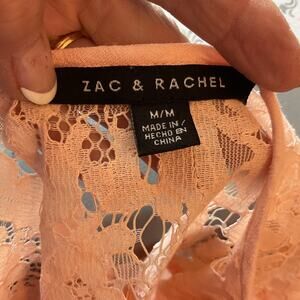 ZAC & RACHEL
M/M
MADE IN/
HECHO EN
CHINA